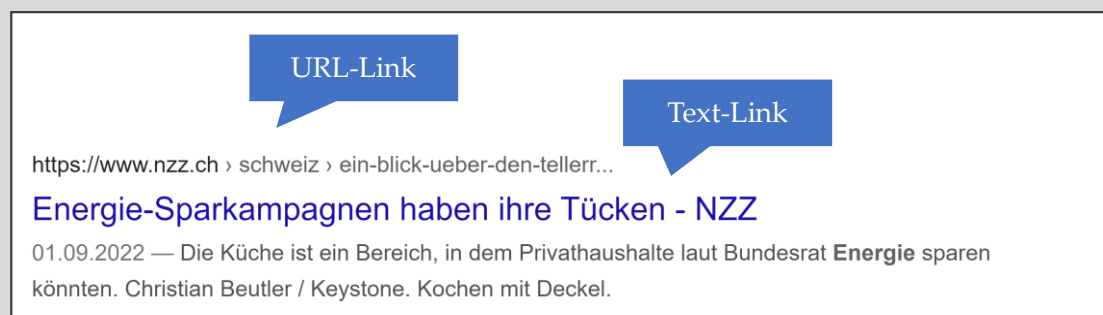 URL-Link
Text-Link
https://www.nzz.ch › schweiz › ein-blick-ueber-den-tellerr...
Energie-Sparkampagnen haben ihre Tücken - NZZ
01.09.2022 — Die Küche ist ein Bereich, in dem Privathaushalte laut Bundesrat Energie sparen
könnten. Christian Beutler / Keystone. Kochen mit Deckel.